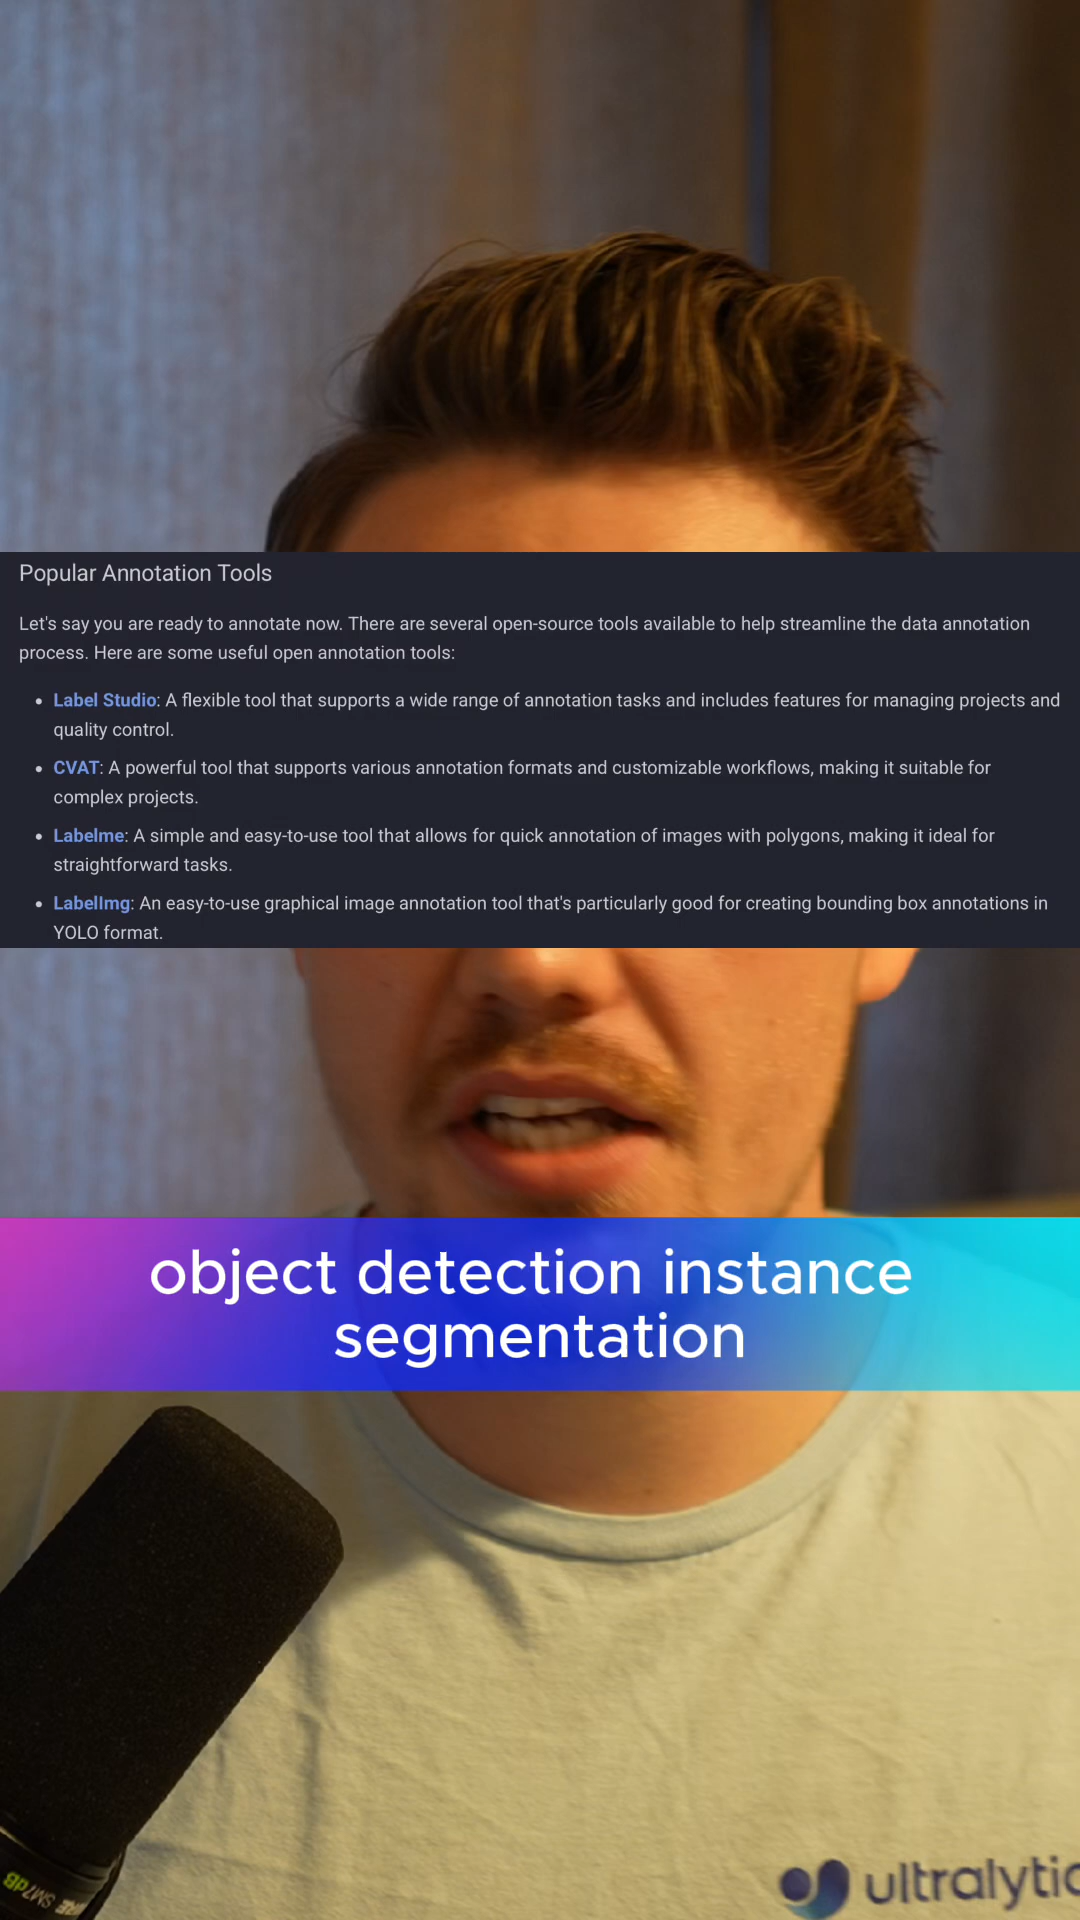 Popular Annotation Tools
Let's say you are ready to annotate now. There are several open-source tools available to help streamline the data annotation
process. Here are some useful open annotation tools:
• Label Studio: A flexible tool that supports a wide range of annotation tasks and includes features for managing projects and
quality control.
• CVAT: A powerful tool that supports various annotation formats and customizable workflows, making it suitable for
complex projects.
• Labelme: A simple and easy-to-use tool that allows for quick annotation of images with polygons, making it ideal for
straightforward tasks.
• LabelImg: An easy-to-use graphical image annotation tool that's particularly good for creating bounding box annotations in
YOLO format.
object detection instance
segmentation
SM7dB
ultralytic